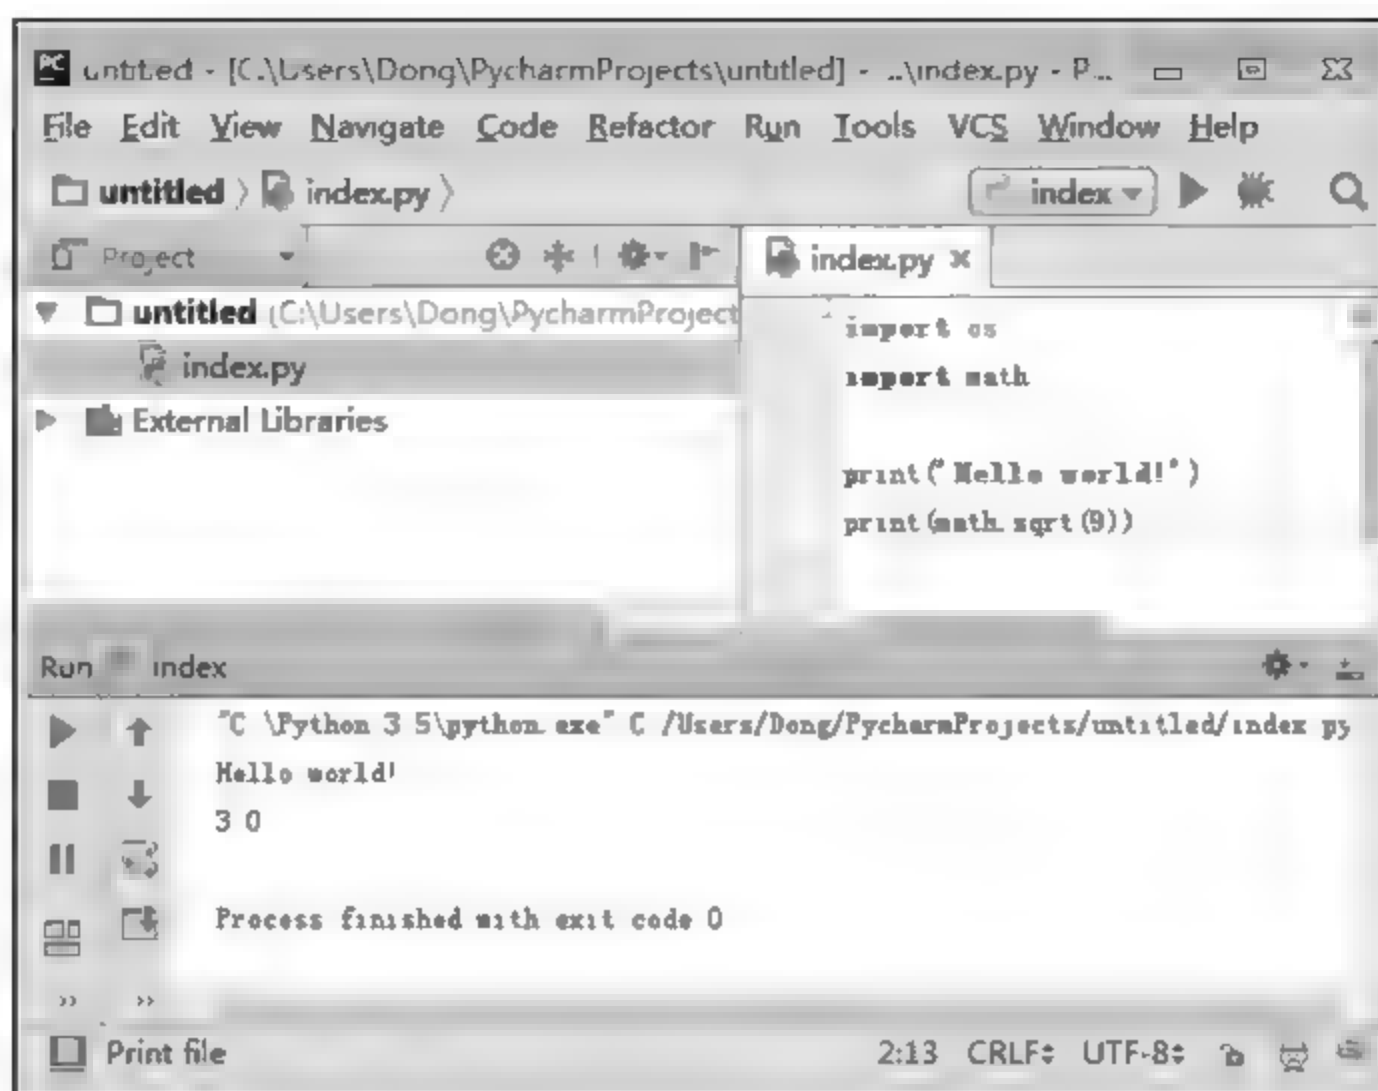 PC untitled - [C:\Users\Dong\PycharmProjects\untitled] - ...\index.py - P...
File Edit View Navigate Code Refactor Run Tools VCS Window Help
untitled index.py index
Project index.py
untitled (C:\Users\Dong\PycharmProject
index.py
External Libraries
import os
import math
print("Hello world!")
print(math.sqrt(9))
Run index
"C:\Python 3.5\python.exe" C:/Users/Dong/PycharmProjects/untitled/index.py
Hello world!
3.0
Process finished with exit code 0
Print file 2:13 CRLF UTF-8